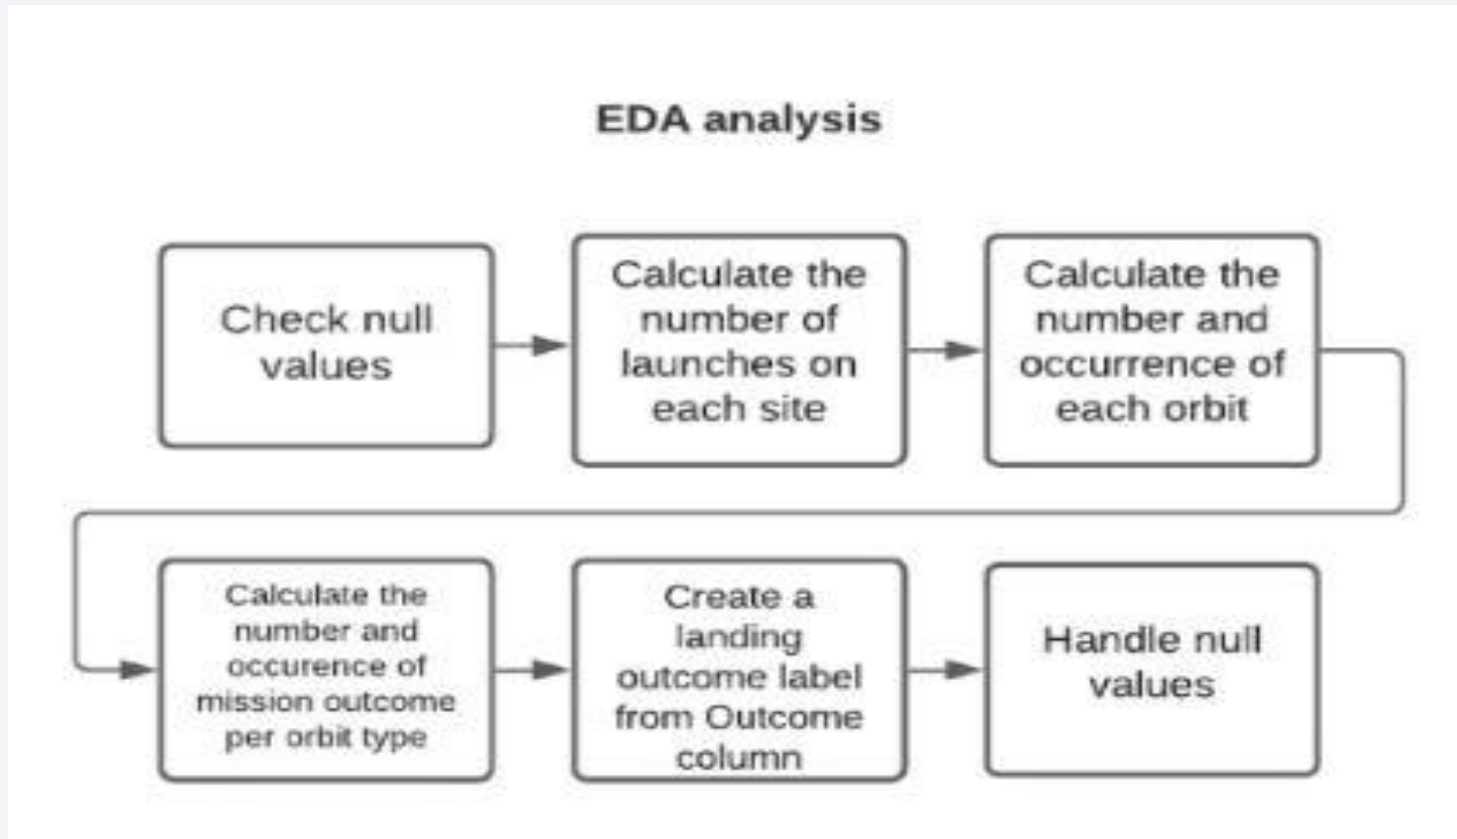 EDA analysis
Check null
values
Calculate the
number of
launches on
each site
Calculate the
number and
occurrence of
each orbit
Calculate the
number and
occurence of
mission outcome
per orbit type
Create a
landing
outcome label
from Outcome
column
Handle null
values